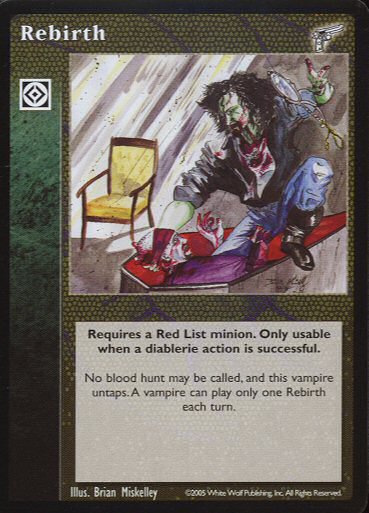 Rebirth
Requires a Red List minion. Only usable
when a diablerie action is successful.
No blood hunt may be called, and this vampire
untaps. A vampire can play only one Rebirth
each turn.
Illus. Brian Miskelley
©2005 White Wolf Publishing, Inc. All Rights Reserved.